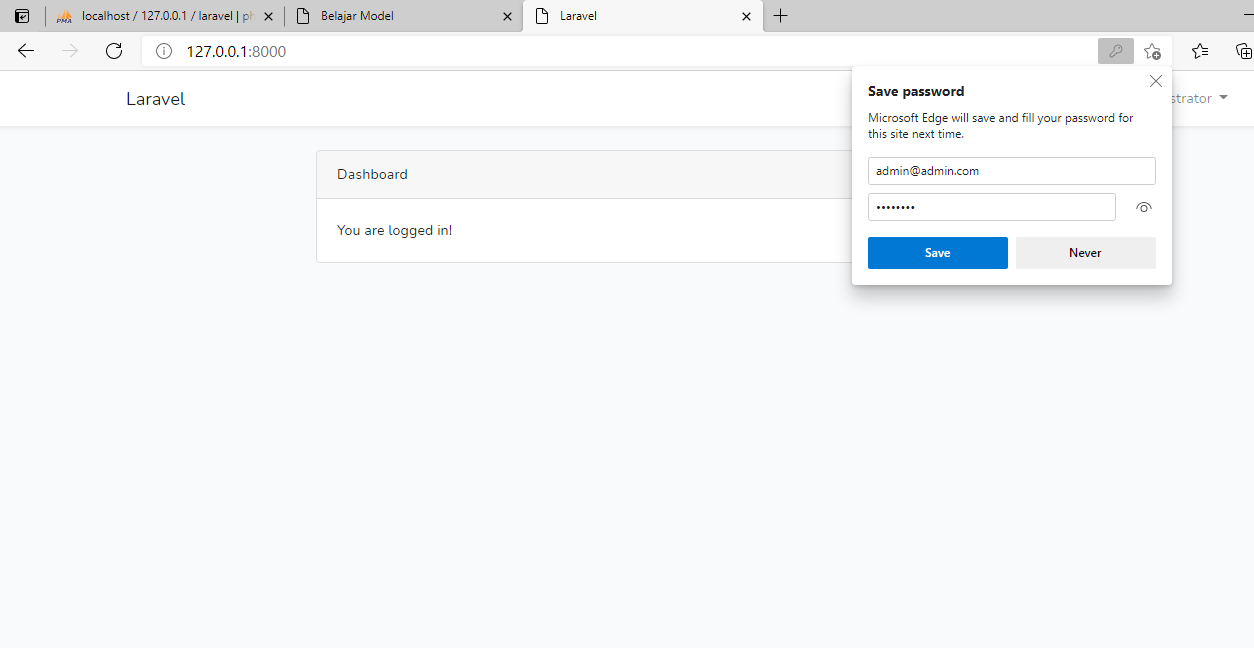 PMA localhost / 127.0.0.1 / laravel | ph
Belajar Model
Laravel
127.0.0.1:8000
Laravel
strator
Save password
Microsoft Edge will save and fill your password for
this site next time.
admin@admin.com
••••••••
Save
Never
Dashboard
You are logged in!